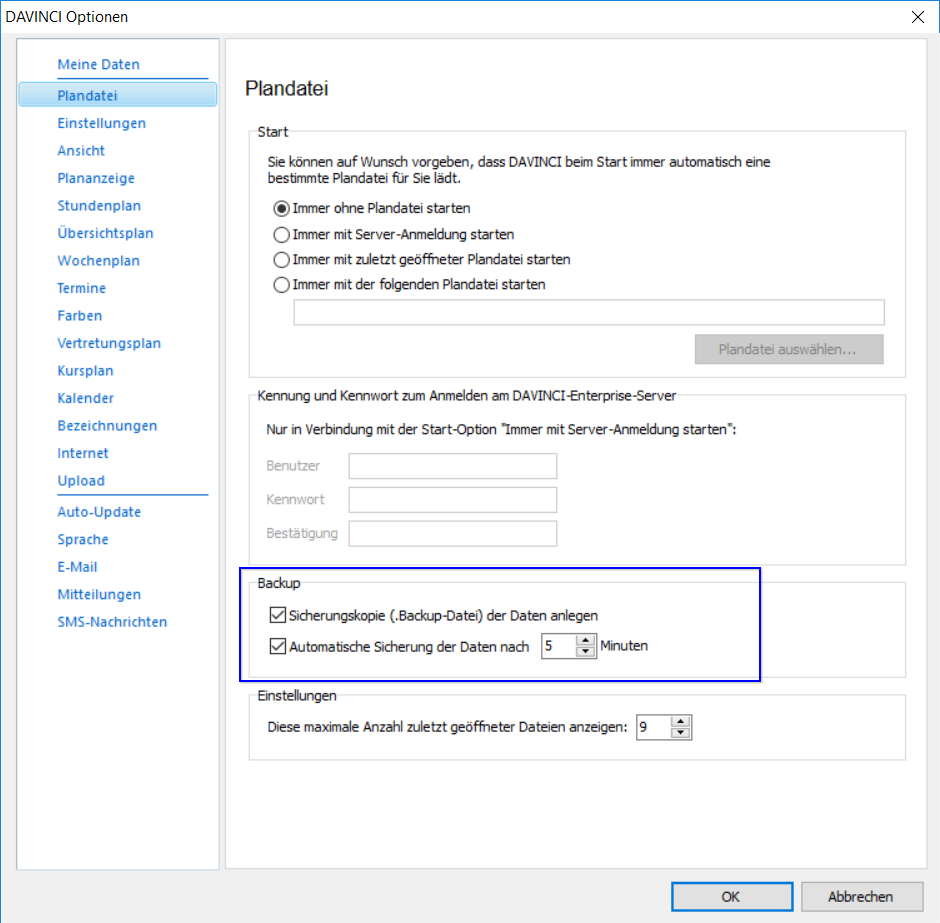 DAVINCI Optionen
Meine Daten
Plandatei
Einstellungen
Ansicht
Plananzeige
Stundenplan
Übersichtsplan
Wochenplan
Termine
Farben
Vertretungsplan
Kursplan
Kalender
Bezeichnungen
Internet
Upload
Auto-Update
Sprache
E-Mail
Mitteilungen
SMS-Nachrichten
Plandatei
Start
Sie können auf Wunsch vorgeben, dass DAVINCI beim Start immer automatisch eine
bestimmte Plandatei für Sie lädt.
Immer ohne Plandatei starten
Immer mit Server-Anmeldung starten
Immer mit zuletzt geöffneter Plandatei starten
Immer mit der folgenden Plandatei starten
Plandatei auswählen...
Kennung und Kennwort zum Anmelden am DAVINCI-Enterprise-Server
Nur in Verbindung mit der Start-Option "Immer mit Server-Anmeldung starten":
Benutzer
Kennwort
Bestätigung
Backup
Sicherungskopie (.Backup-Datei) der Daten anlegen
Automatische Sicherung der Daten nach 5 Minuten
Einstellungen
Diese maximale Anzahl zuletzt geöffneter Dateien anzeigen: 9
OK
Abbrechen